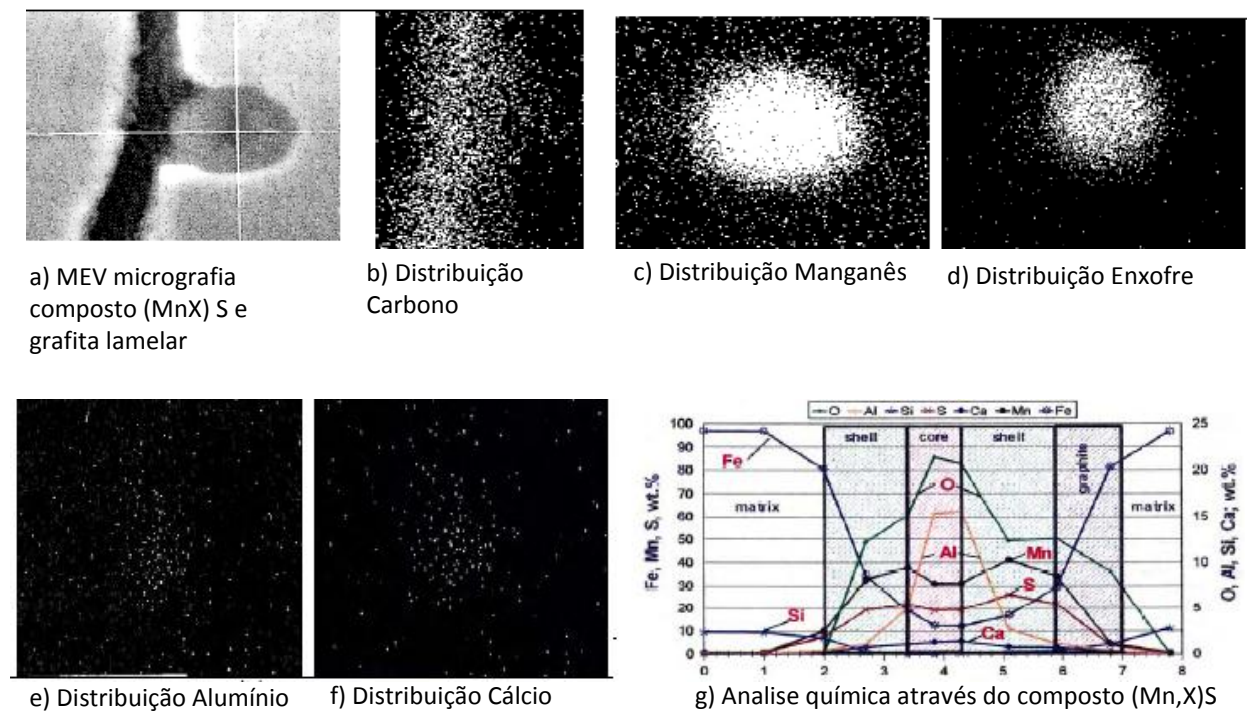 a) MEV micrografia
composto (MnX) S e
grafita lamelar
b) Distribuição
Carbono
c) Distribuição Manganês
d) Distribuição Enxofre
e) Distribuição Alumínio
f) Distribuição Cálcio
O Al Si S Ca Mn Fe
100
90
80
70
60
50
40
30
20
10
0
Fe, Mn, S, wt.%
25
20
15
10
5
0
O, Al, Si, Ca; wt.%
shell
core
shell
graphite
Fe
matrix
O
matrix
Al
Mn
S
Si
Ca
0 1 2 3 4 5 6 7 8
g) Analise química através do composto (Mn,X)S